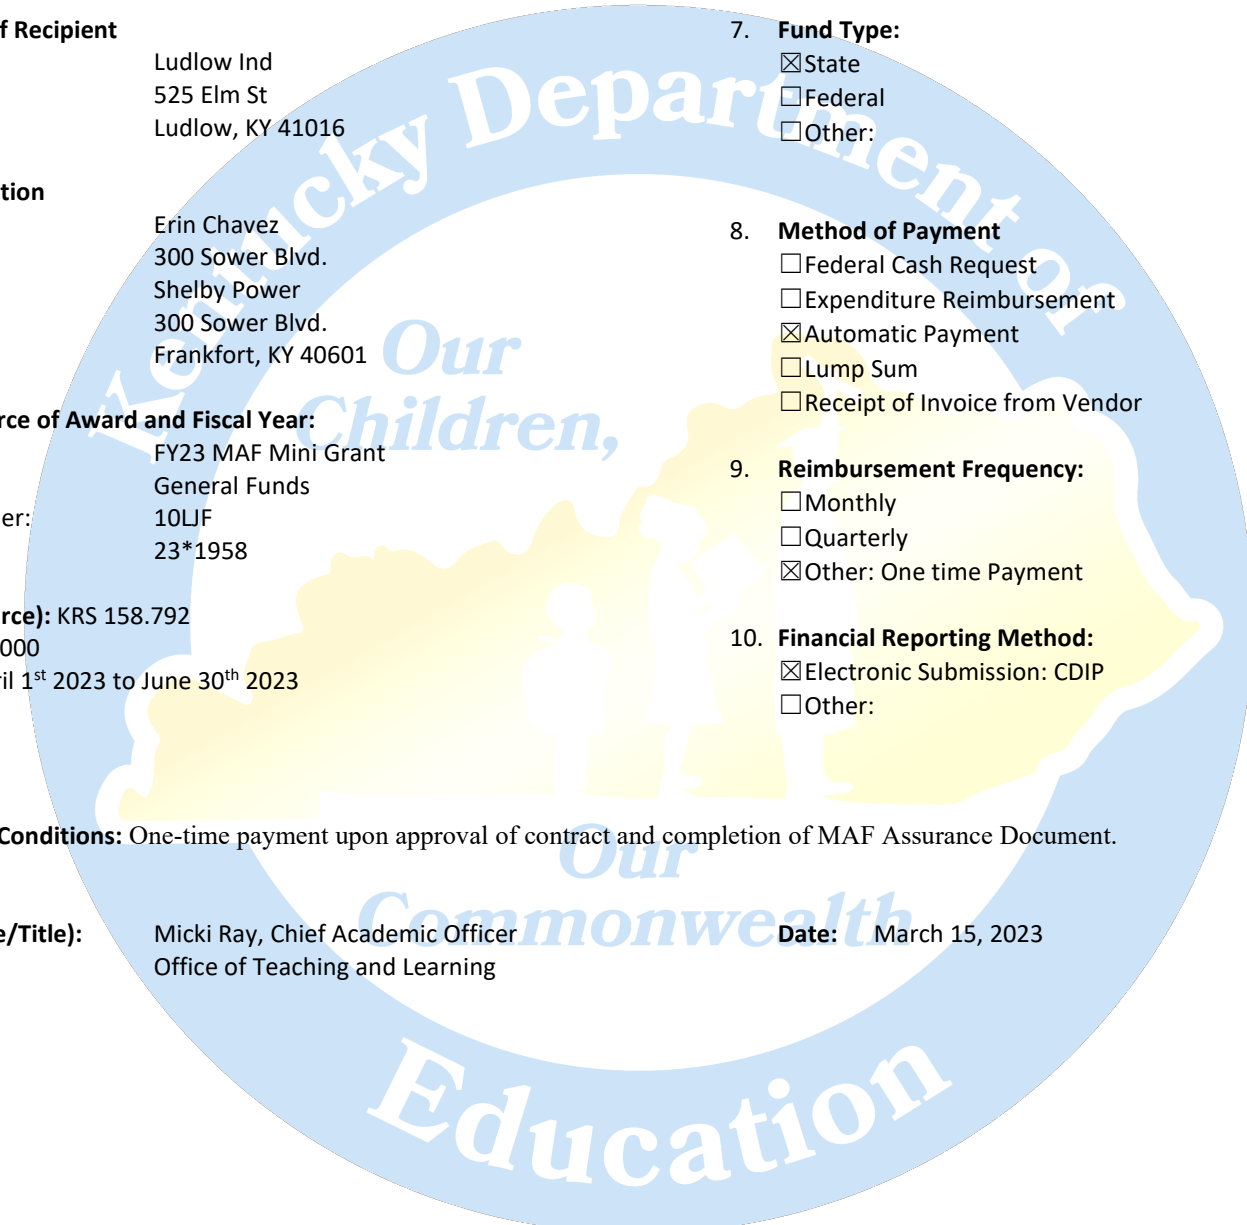 f Recipient
Ludlow Ind
525 Elm St
Ludlow, KY 41016
tion
Erin Chavez
300 Sower Blvd.
Shelby Power
300 Sower Blvd.
Frankfort, KY 40601
rce of Award and Fiscal Year:
FY23 MAF Mini Grant
General Funds
er: 10LJF
23*1958
rce): KRS 158.792
000
ril 1st 2023 to June 30th 2023
7. Fund Type:
☒State
☐Federal
☐Other:
8. Method of Payment
☐Federal Cash Request
☐Expenditure Reimbursement
☒Automatic Payment
☐Lump Sum
☐Receipt of Invoice from Vendor
9. Reimbursement Frequency:
☐Monthly
☐Quarterly
☒Other: One time Payment
10. Financial Reporting Method:
☒Electronic Submission: CDIP
☐Other:
Conditions: One-time payment upon approval of contract and completion of MAF Assurance Document.
e/Title): Micki Ray, Chief Academic Officer Date: March 15, 2023
Office of Teaching and Learning
Kentucky Department of
Education
Our
Children,
Our
Commonwealth